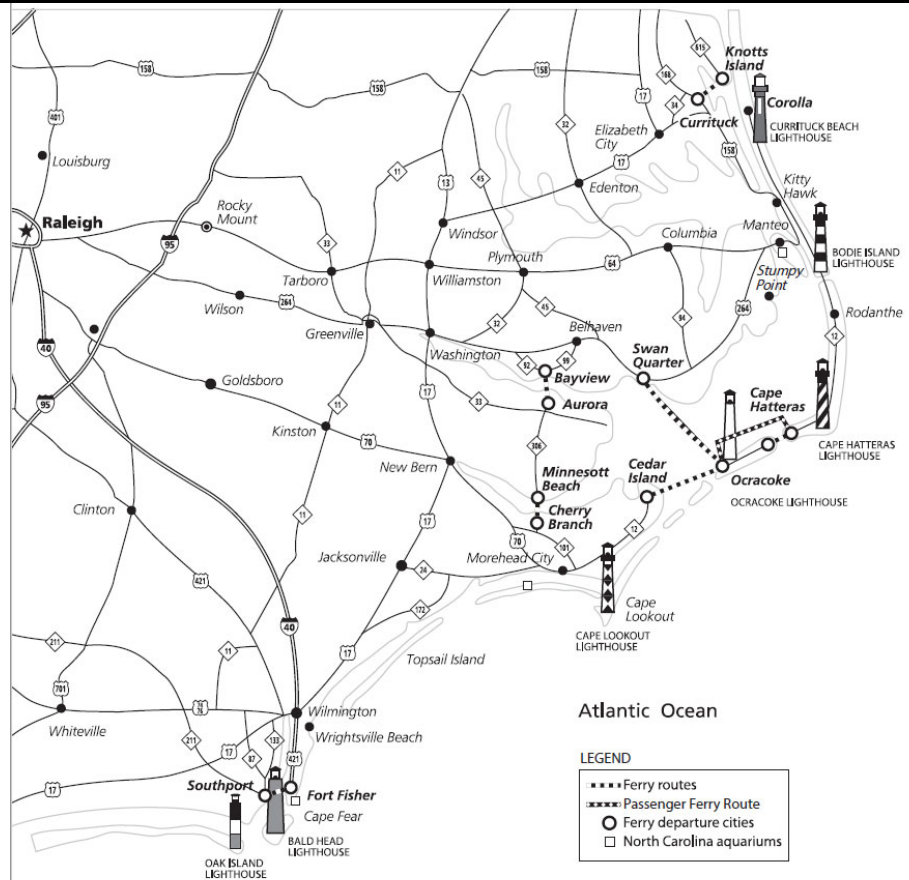 158
158
158
401
17
32
168
615
34
Knotts
Island
Currituck
Corolla
CURRITUCK BEACH
LIGHTHOUSE
Louisburg
Elizabeth
City
17
158
11
13
45
Edenton
Kitty
Hawk
Rocky
Mount
Raleigh
95
33
Windsor
Columbia
Manteo
BODIE ISLAND
LIGHTHOUSE
Plymouth
Tarboro
Williamston
64
Stumpy
Point
264
Wilson
264
45
94
Rodanthe
12
Greenville
32
Belhaven
Washington
40
92
99
Swan
Quarter
Bayview
Goldsboro
17
Aurora
Cape
Hatteras
95
11
33
Kinston
70
306
CAPE HATTERAS
LIGHTHOUSE
New Bern
Minnesott
Beach
Cedar
Island
Ocracoke
OCRACOKE LIGHTHOUSE
Clinton
11
17
Cherry
Branch
12
70
101
421
Jacksonville
24
Morehead City
172
Cape
Lookout
40
CAPE LOOKOUT
LIGHTHOUSE
211
11
17
Topsail Island
701
74
76
Wilmington
Atlantic Ocean
Whiteville
211
17
87
133
421
Wrightsville Beach
17
Southport
Fort Fisher
Cape Fear
BALD HEAD
LIGHTHOUSE
OAK ISLAND
LIGHTHOUSE
LEGEND
Ferry routes
Passenger Ferry Route
Ferry departure cities
North Carolina aquariums